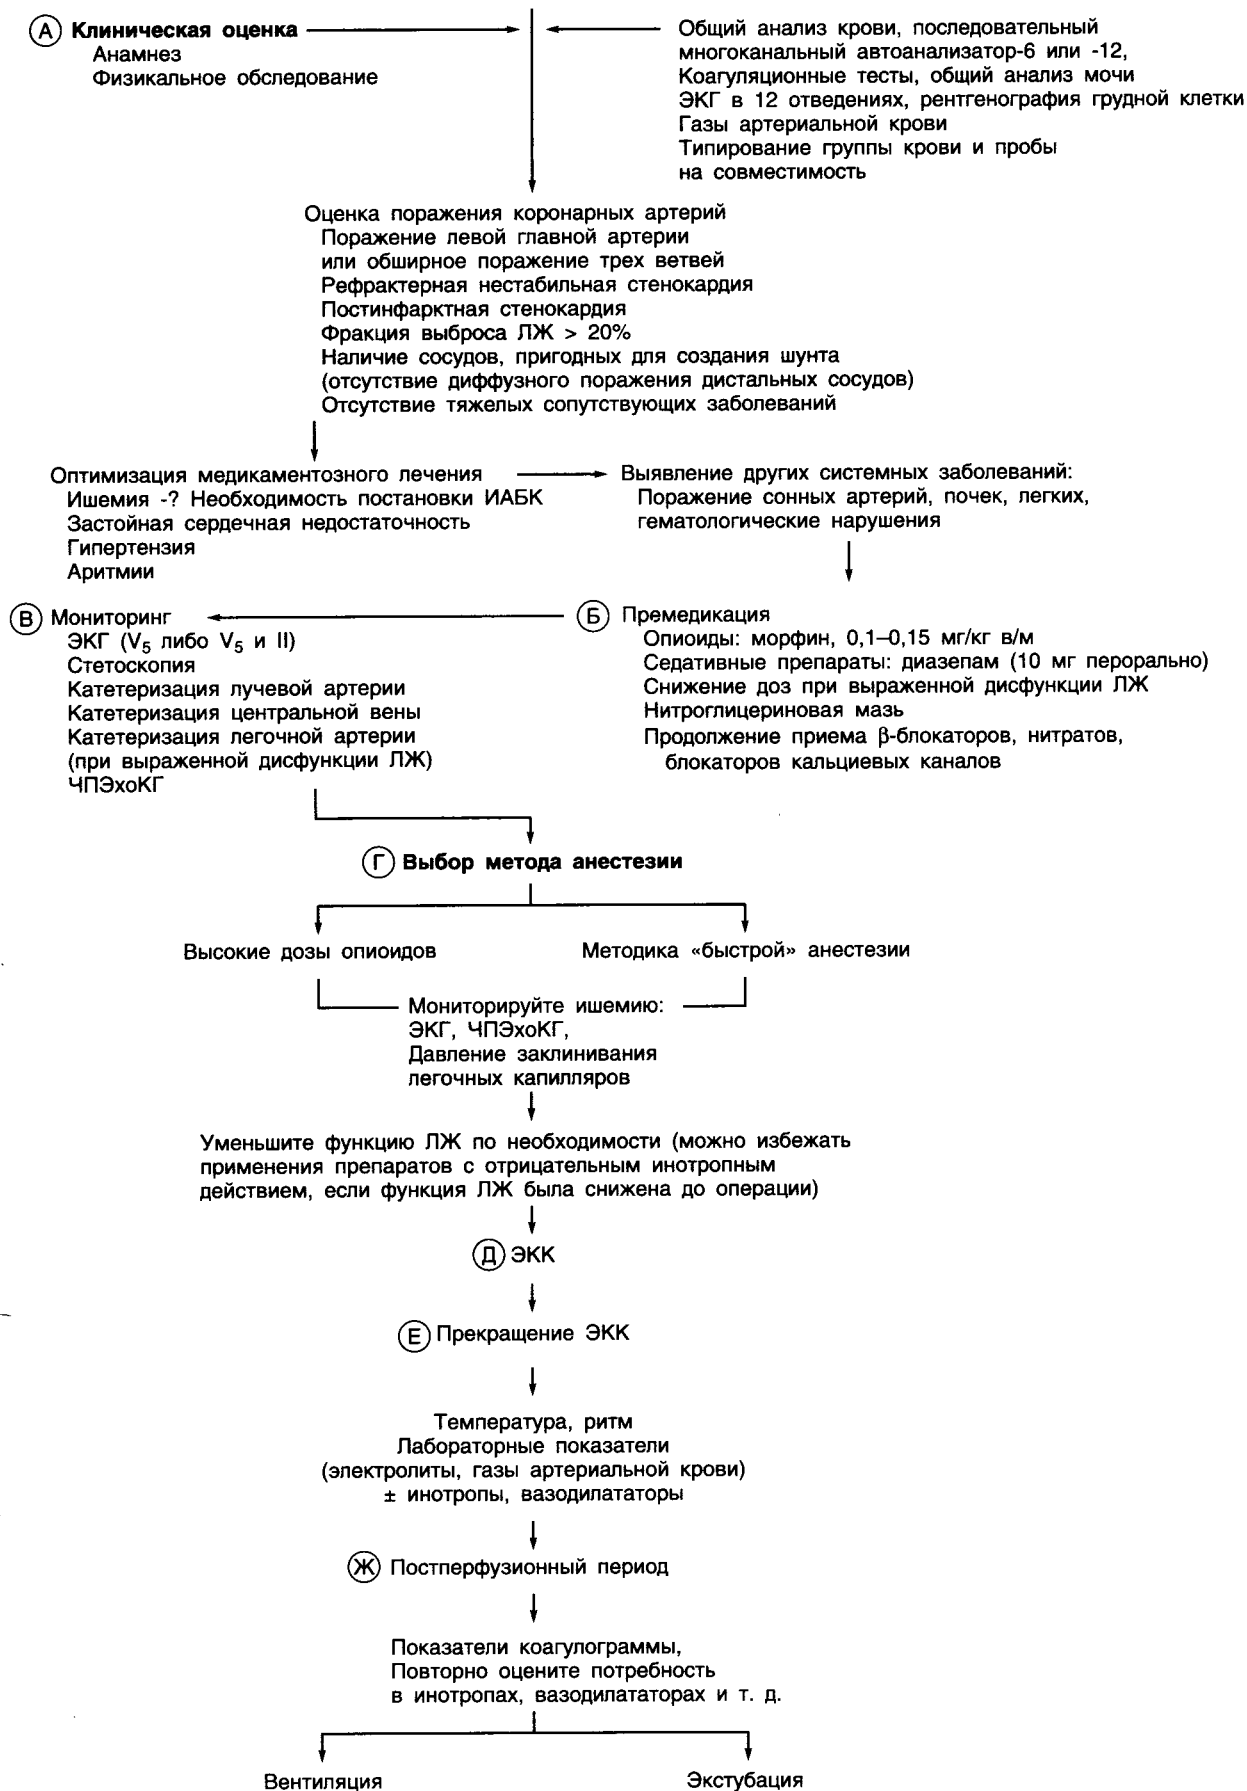 А Клиническая оценка
Анамнез
Физикальное обследование
Общий анализ крови, последовательный
многоканальный автоанализатор-6 или -12,
Коагуляционные тесты, общий анализ мочи
ЭКГ в 12 отведениях, рентгенография грудной клетки
Газы артериальной крови
Типирование группы крови и пробы
на совместимость
Оценка поражения коронарных артерий
Поражение левой главной артерии
или обширное поражение трех ветвей
Рефрактерная нестабильная стенокардия
Постинфарктная стенокардия
Фракция выброса ЛЖ > 20%
Наличие сосудов, пригодных для создания шунта
(отсутствие диффузного поражения дистальных сосудов)
Отсутствие тяжелых сопутствующих заболеваний
Оптимизация медикаментозного лечения
Ишемия -? Необходимость постановки ИАБК
Застойная сердечная недостаточность
Гипертензия
Аритмии
Выявление других системных заболеваний:
Поражение сонных артерий, почек, легких,
гематологические нарушения
В Мониторинг
ЭКГ (V5 либо V5 и II)
Стетоскопия
Катетеризация лучевой артерии
Катетеризация центральной вены
Катетеризация легочной артерии
(при выраженной дисфункции ЛЖ)
ЧПЭхоКГ
Б Премедикация
Опиоиды: морфин, 0,1–0,15 мг/кг в/м
Седативные препараты: диазепам (10 мг перорально)
Снижение доз при выраженной дисфункции ЛЖ
Нитроглицериновая мазь
Продолжение приема β-блокаторов, нитратов,
блокаторов кальциевых каналов
Г Выбор метода анестезии
Высокие дозы опиоидов
Методика «быстрой» анестезии
Мониторируйте ишемию:
ЭКГ, ЧПЭхоКГ,
Давление заклинивания
легочных капилляров
Уменьшите функцию ЛЖ по необходимости (можно избежать
применения препаратов с отрицательным инотропным
действием, если функция ЛЖ была снижена до операции)
Д ЭКК
Е Прекращение ЭКК
Температура, ритм
Лабораторные показатели
(электролиты, газы артериальной крови)
± инотропы, вазодилататоры
Ж Постперфузионный период
Показатели коагулограммы,
Повторно оцените потребность
в инотропах, вазодилататорах и т. д.
Вентиляция
Экстубация